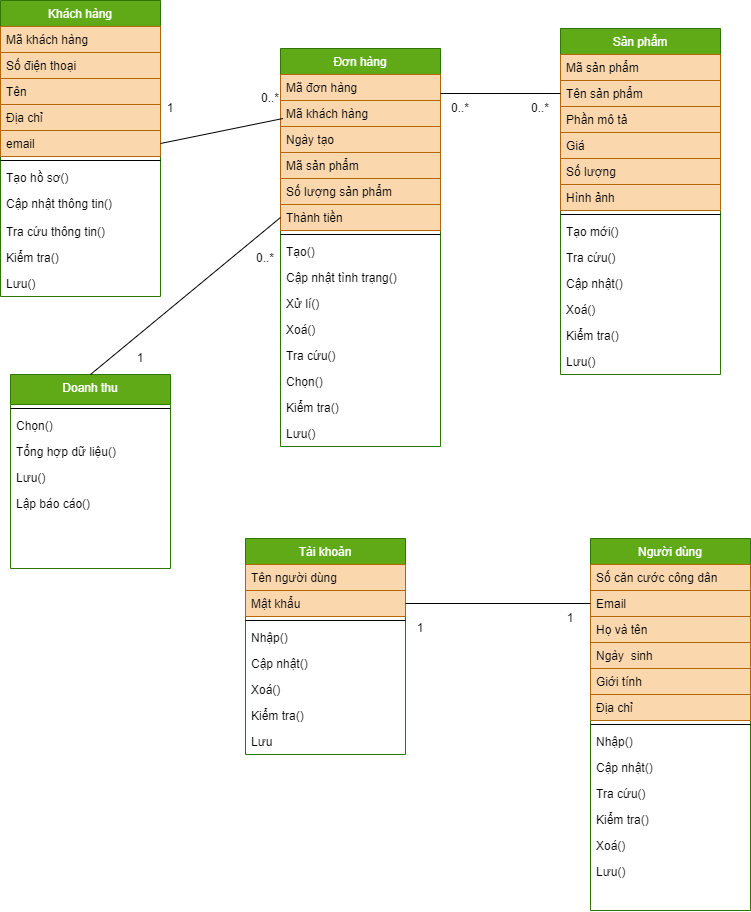 Khách hàng
Mã khách hàng
Số điện thoại
Tên
Địa chỉ
email
Tạo hồ sơ()
Cập nhật thông tin()
Tra cứu thông tin()
Kiểm tra()
Lưu()
1
0..*
Đơn hàng
Mã đơn hàng
Mã khách hàng
Ngày tạo
Mã sản phẩm
Số lượng sản phẩm
Thành tiền
Tạo()
Cập nhật tình trạng()
Xử lí()
Xoá()
Tra cứu()
Chọn()
Kiểm tra()
Lưu()
0..*
0..*
Sản phẩm
Mã sản phẩm
Tên sản phẩm
Phần mô tả
Giá
Số lượng
Hình ảnh
Tạo mới()
Tra cứu()
Cập nhật()
Xoá()
Kiểm tra()
Lưu()
0..*
1
Doanh thu
Chọn()
Tổng hợp dữ liệu()
Lưu()
Lập báo cáo()
Tài khoản
Tên người dùng
Mật khẩu
Nhập()
Cập nhật()
Xoá()
Kiểm tra()
Lưu
1
1
Người dùng
Số căn cước công dân
Email
Họ và tên
Ngày  sinh
Giới tính
Địa chỉ
Nhập()
Cập nhật()
Tra cứu()
Kiểm tra()
Xoá()
Lưu()